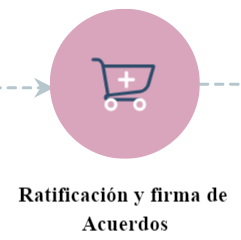 Ratificación y firma de
Acuerdos